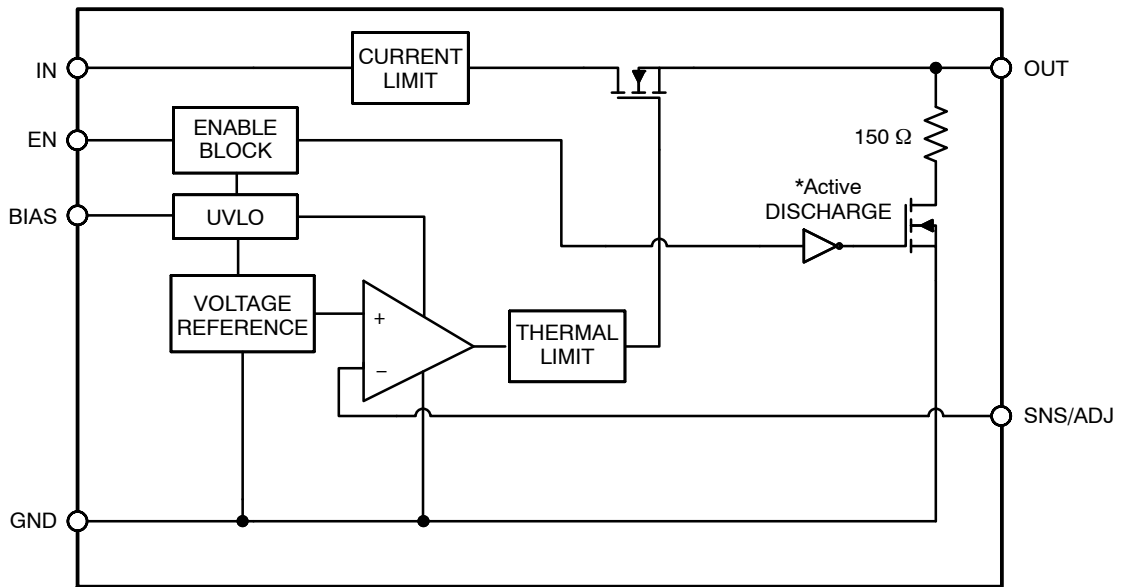 IN
CURRENT
LIMIT
OUT
EN
ENABLE
BLOCK
150 Ω
*Active
DISCHARGE
BIAS
UVLO
VOLTAGE
REFERENCE
+
−
THERMAL
LIMIT
SNS/ADJ
GND